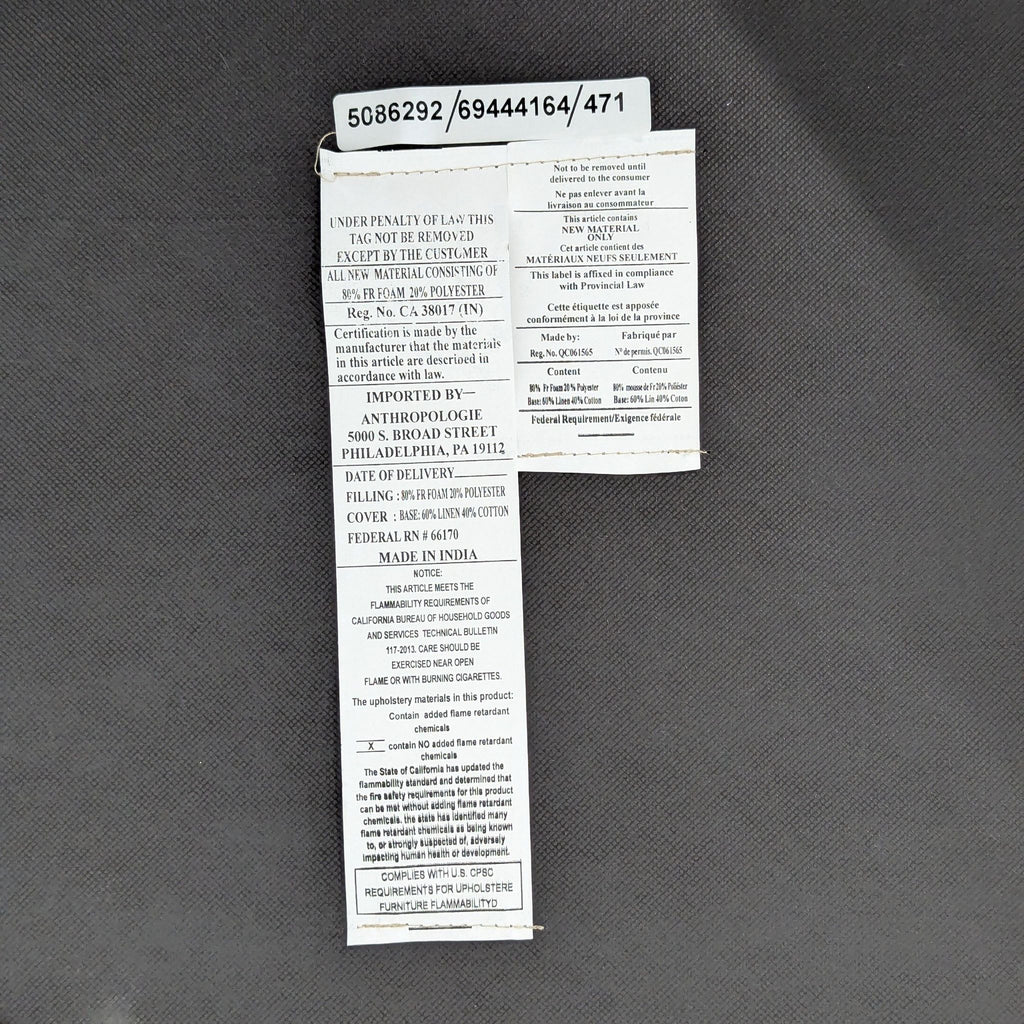 5086292/69444164/471
UNDER PENALTY OF LAW THIS
TAG NOT BE REMOVED
EXCEPT BY THE CUSTOMER
ALL NEW MATERIAL CONSISTING OF
80% FR FOAM 20% POLYESTER
Reg. No. CA 38017 (IN)
Certification is made by the
manufacturer that the materials
in this article are described in
accordance with law.
IMPORTED BY—
ANTHROPOLOGIE
5000 S. BROAD STREET
PHILADELPHIA, PA 19112
DATE OF DELIVERY
FILLING : 80% FR FOAM 20% POLYESTER
COVER : BASE: 60% LINEN 40% COTTON
FEDERAL RN # 66170
MADE IN INDIA
NOTICE:
THIS ARTICLE MEETS THE
FLAMMABILITY REQUIREMENTS OF
CALIFORNIA BUREAU OF HOUSEHOLD GOODS
AND SERVICES TECHNICAL BULLETIN
117-2013. CARE SHOULD BE
EXERCISED NEAR OPEN
FLAME OR WITH BURNING CIGARETTES.
The upholstery materials in this product:
Contain added flame retardant
chemicals
X contain NO added flame retardant
chemicals
The State of California has updated the
flammability standard and determined that
the fire safety requirements for this product
can be met without adding flame retardant
chemicals. the state has identified many
flame retardant chemicals as being known
to, or strongly suspected of, adversely
impacting human health or development.
COMPLIES WITH U.S. CPSC
REQUIREMENTS FOR UPHOLSTERE
FURNITURE FLAMMABILITYD
Not to be removed until
delivered to the consumer
Ne pas enlever avant la
livraison au consommateur
This article contains
NEW MATERIAL
ONLY
Cet article contient des
MATÉRIAUX NEUFS SEULEMENT
This label is affixed in compliance
with Provincial Law
Cette étiquette est apposée
conformément à la loi de la province
Made by: Fabriqué par
Reg. No. QC061565 N° de permis. QC061565
Content Contenu
80% Fr Foam 20% Polyester 80% mousse de Fr 20% Poliéster
Base: 60% Linen 40% Cotton Base: 60% Lin 40% Coton
Federal Requirement/Exigence fédérale